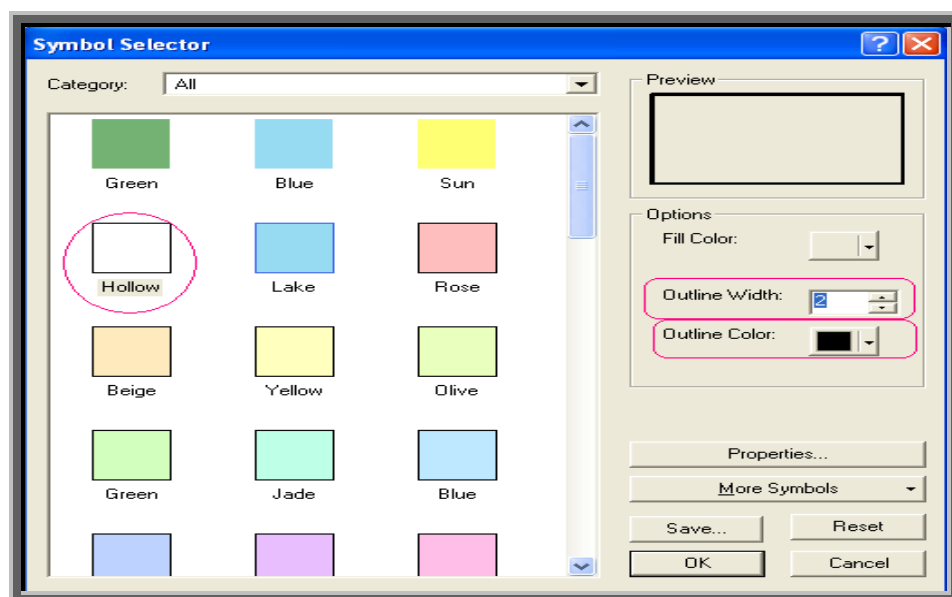 Symbol Selector
Category: All
Green Blue Sun
Hollow Lake Rose
Beige Yellow Olive
Green Jade Blue
Preview
Options
Fill Color:
Outline Width: 2
Outline Color:
Properties...
More Symbols
Save... Reset
OK Cancel